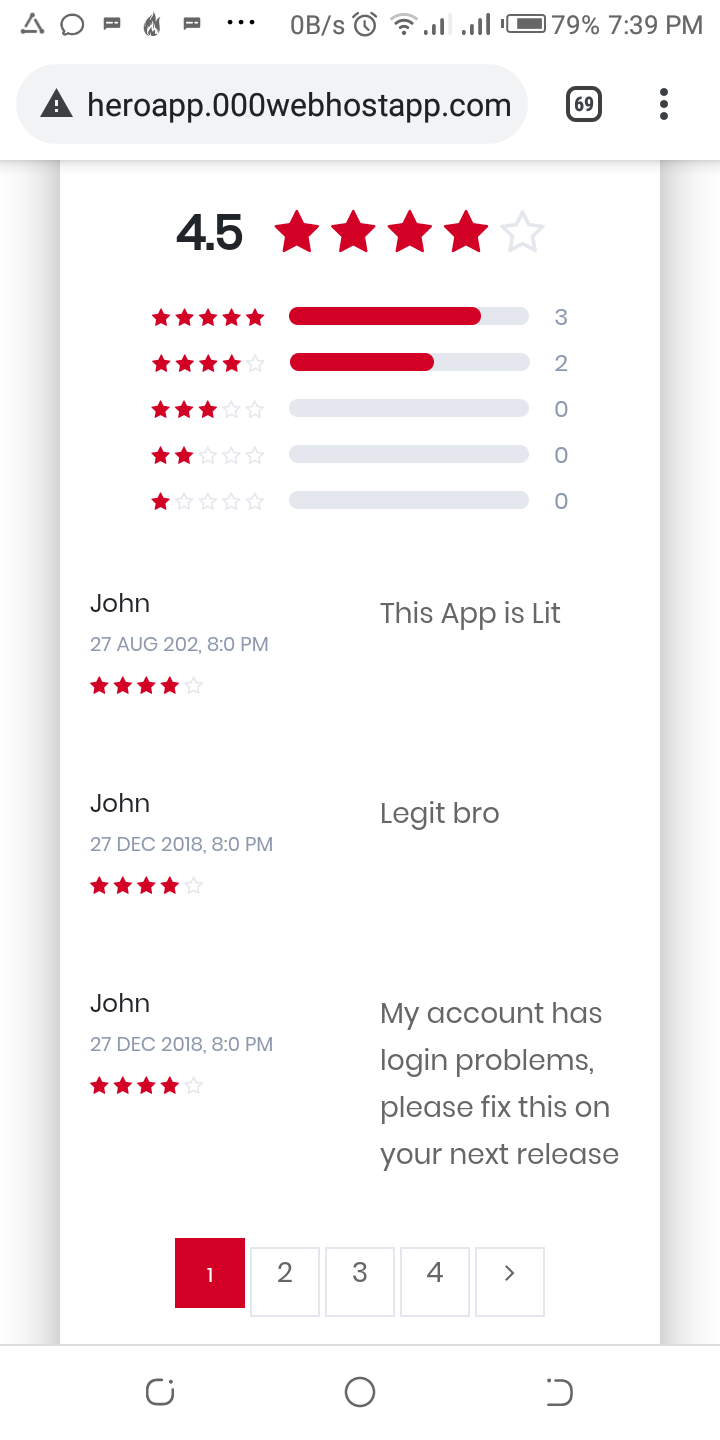 0B/s 79% 7:39 PM
heroapp.000webhostapp.com 69
4.5
3
2
0
0
0
John
This App is Lit
27 AUG 202, 8:0 PM
John
Legit bro
27 DEC 2018, 8:0 PM
John
27 DEC 2018, 8:0 PM
My account has
login problems,
please fix this on
your next release
1 2 3 4 >